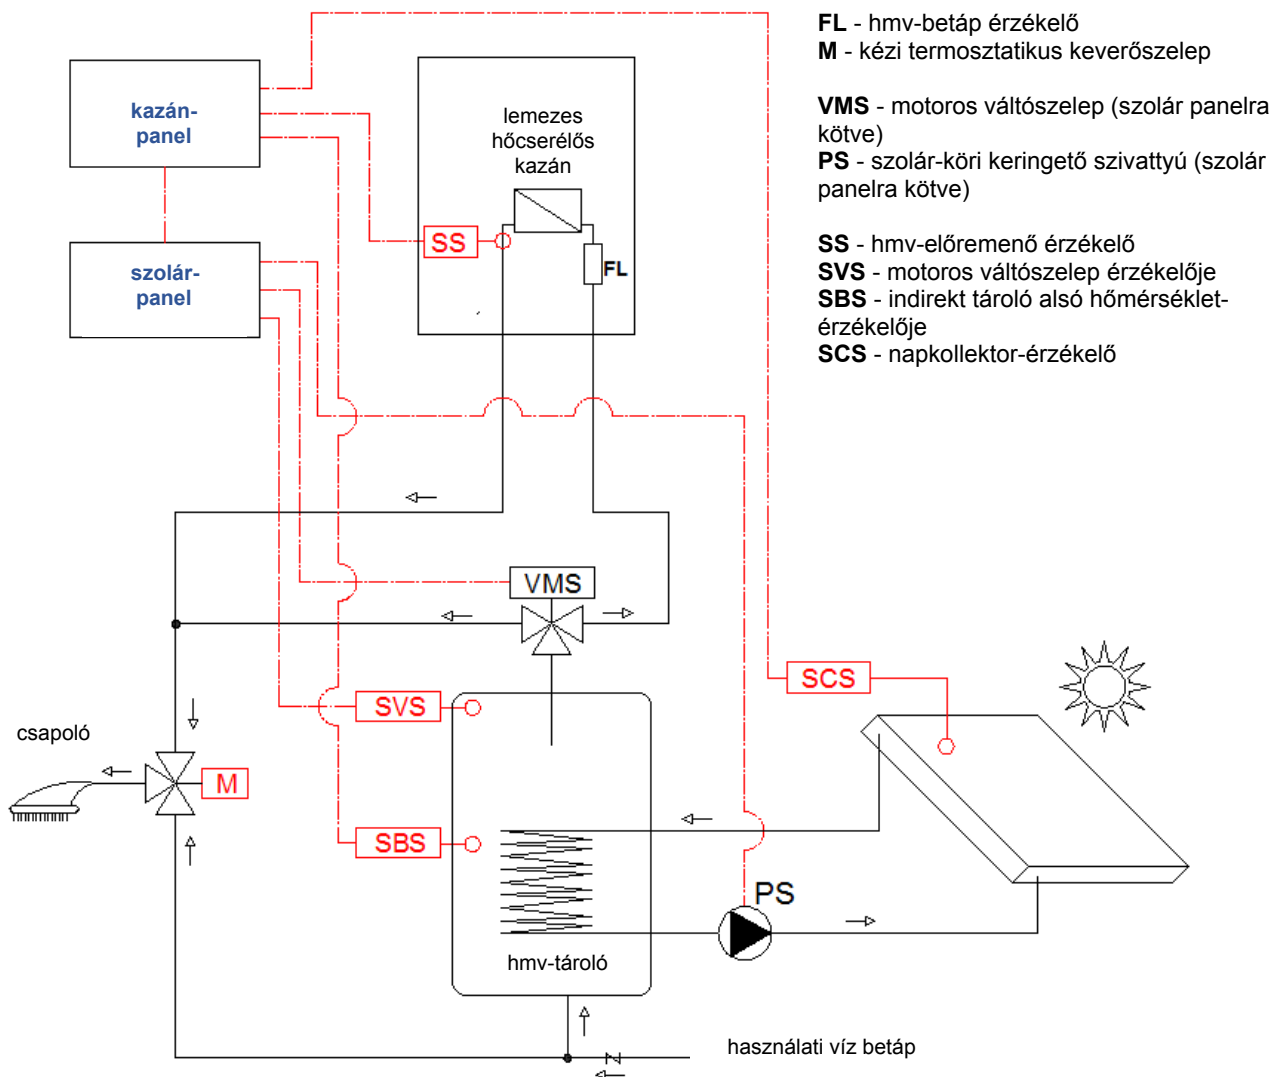 FL - hmv-betáp érzékelő
M - kézi termosztatikus keverőszelep
VMS - motoros váltószelep (szolár panelra
kötve)
PS - szolár-köri keringető szivattyú (szolár
panelra kötve)
SS - hmv-előremenő érzékelő
SVS - motoros váltószelep érzékelője
SBS - indirekt tároló alsó hőmérséklet-
érzékelője
SCS - napkollektor-érzékelő
kazán-
panel
lemezes
hőcserélős
kazán
SS
FL
szolár-
panel
VMS
SCS
SVS
csapoló
M
SBS
PS
hmv-tároló
használati víz betáp